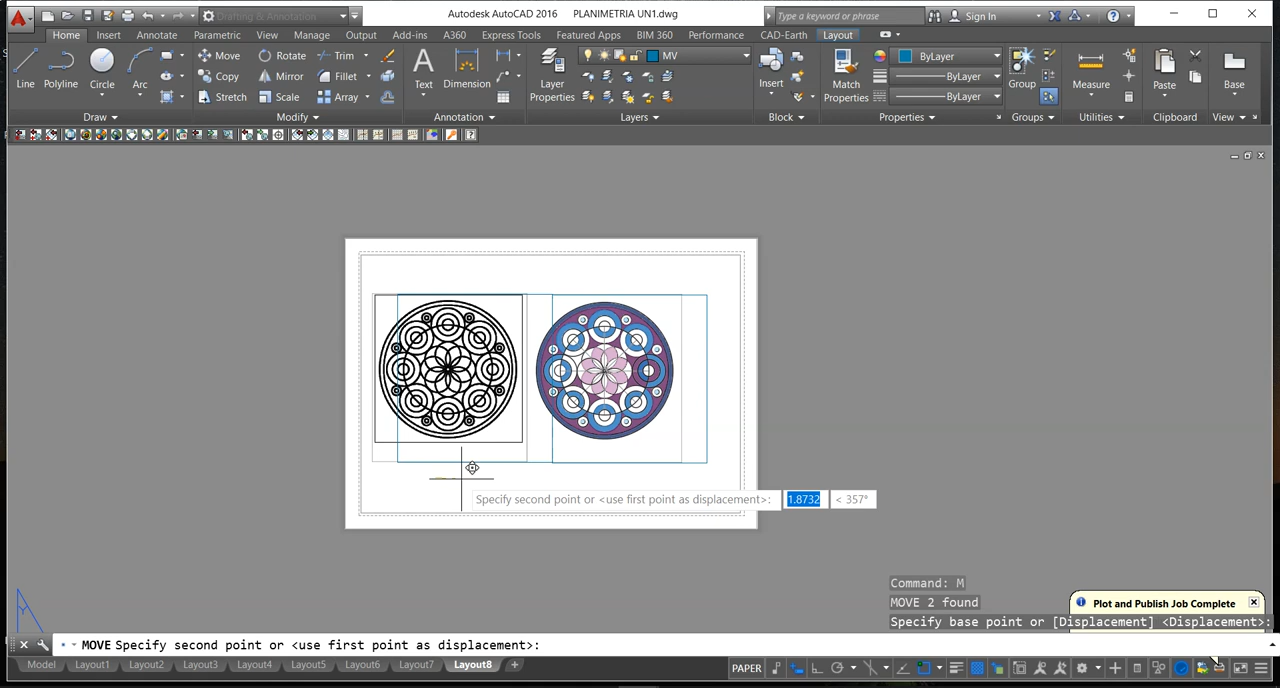 Drafting & Annotation
Autodesk AutoCAD 2016 PLANIMETRIA UN1.dwg
Type a keyword or phrase
Sign In
Home Insert Annotate Parametric View Manage Output Add-ins A360 Express Tools Featured Apps BIM 360 Performance CAD-Earth Layout
Line Polyline Circle Arc
Move Rotate Trim
Copy Mirror Fillet
Stretch Scale Array
Text Dimension
Layer Properties
MV
Insert
Match Properties
ByLayer
ByLayer
ByLayer
Group Measure Paste Base
Draw Modify Annotation Layers Block Properties Groups Utilities Clipboard View
Specify second point or <use first point as displacement>: 1.8732 < 357°
Y
Command: M
MOVE 2 found
Specify base point or [Displacement] <Displacement>:
Plot and Publish Job Complete
MOVE Specify second point or <use first point as displacement>:
Model Layout1 Layout2 Layout3 Layout4 Layout5 Layout6 Layout7 Layout8 +
PAPER